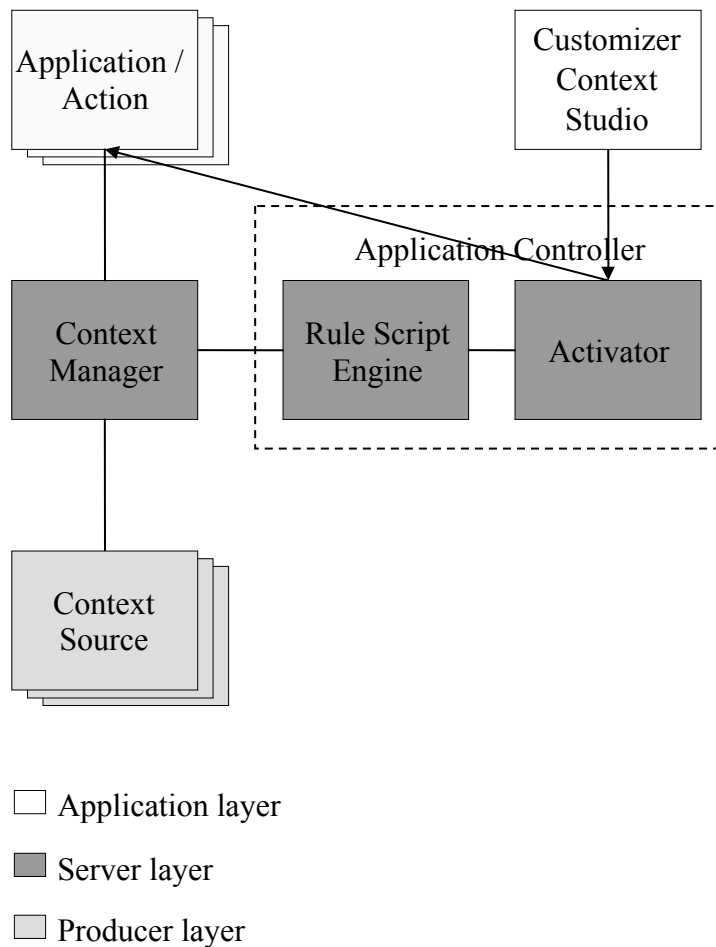 Application /
Action
Customizer
Context
Studio
Application Controller
Context
Manager
Rule Script
Engine
Activator
Context
Source
Application layer
Server layer
Producer layer